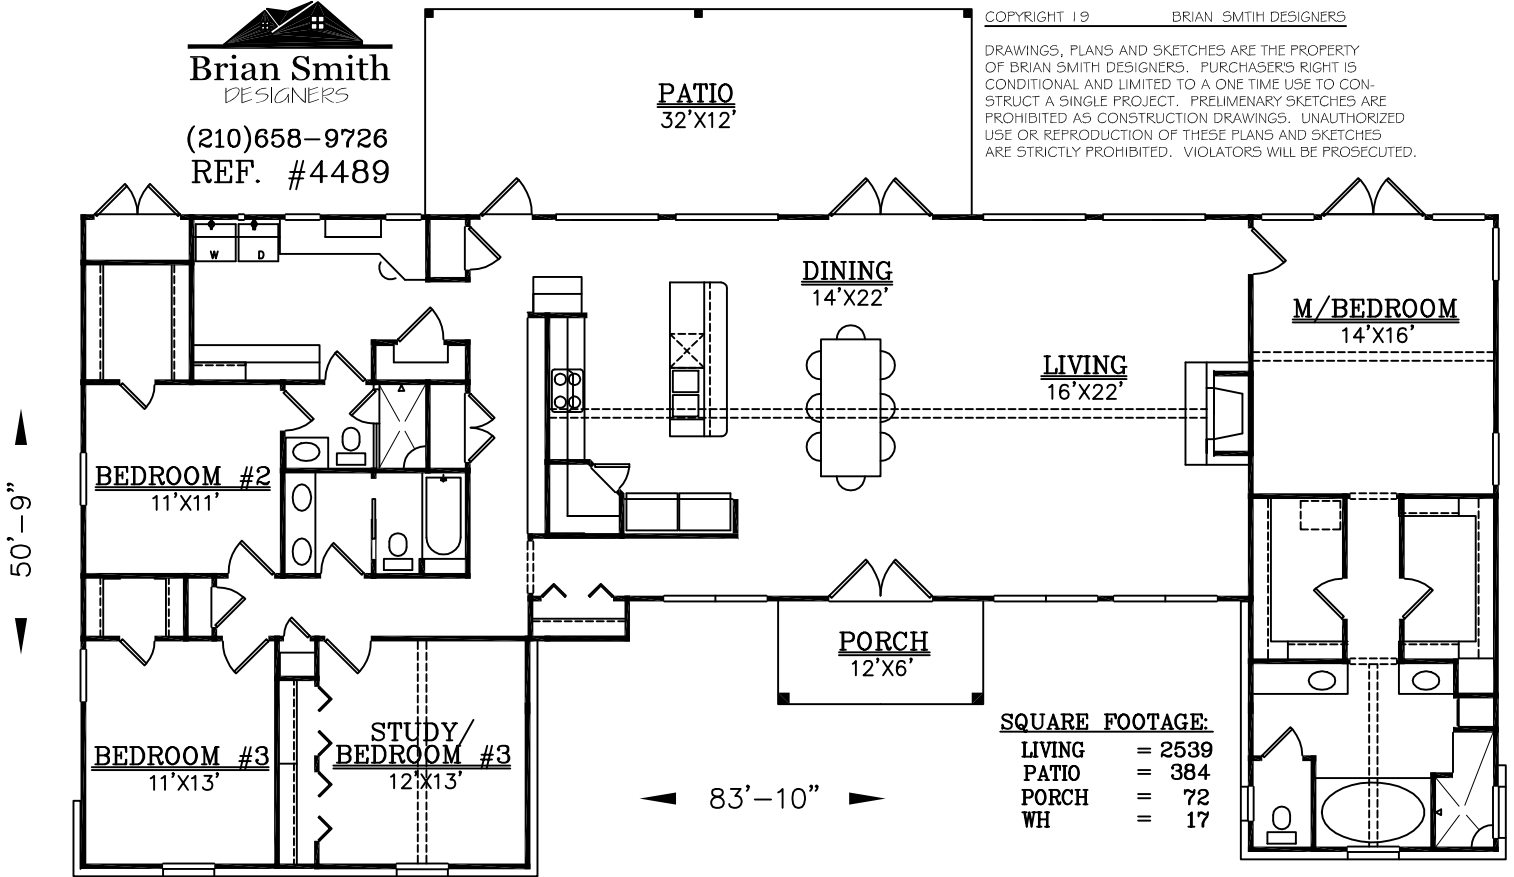 Brian Smith
DESIGNERS
(210)658-9726
REF. #4489
COPYRIGHT 19 BRIAN SMTIH DESIGNERS
DRAWINGS, PLANS AND SKETCHES ARE THE PROPERTY
OF BRIAN SMITH DESIGNERS. PURCHASER'S RIGHT IS
CONDITIONAL AND LIMITED TO A ONE TIME USE TO CON-
STRUCT A SINGLE PROJECT. PRELIMENARY SKETCHES ARE
PROHIBITED AS CONSTRUCTION DRAWINGS. UNAUTHORIZED
USE OR REPRODUCTION OF THESE PLANS AND SKETCHES
ARE STRICTLY PROHIBITED. VIOLATORS WILL BE PROSECUTED.
PATIO
32'X12'
W D
DINING
14'X22'
M/BEDROOM
14'X16'
LIVING
16'X22'
BEDROOM #2
11'X11'
50'-9"
PORCH
12'X6'
BEDROOM #3
11'X13'
STUDY/
BEDROOM #3
12'X13'
83'-10"
SQUARE FOOTAGE:
LIVING = 2539
PATIO = 384
PORCH = 72
WH = 17